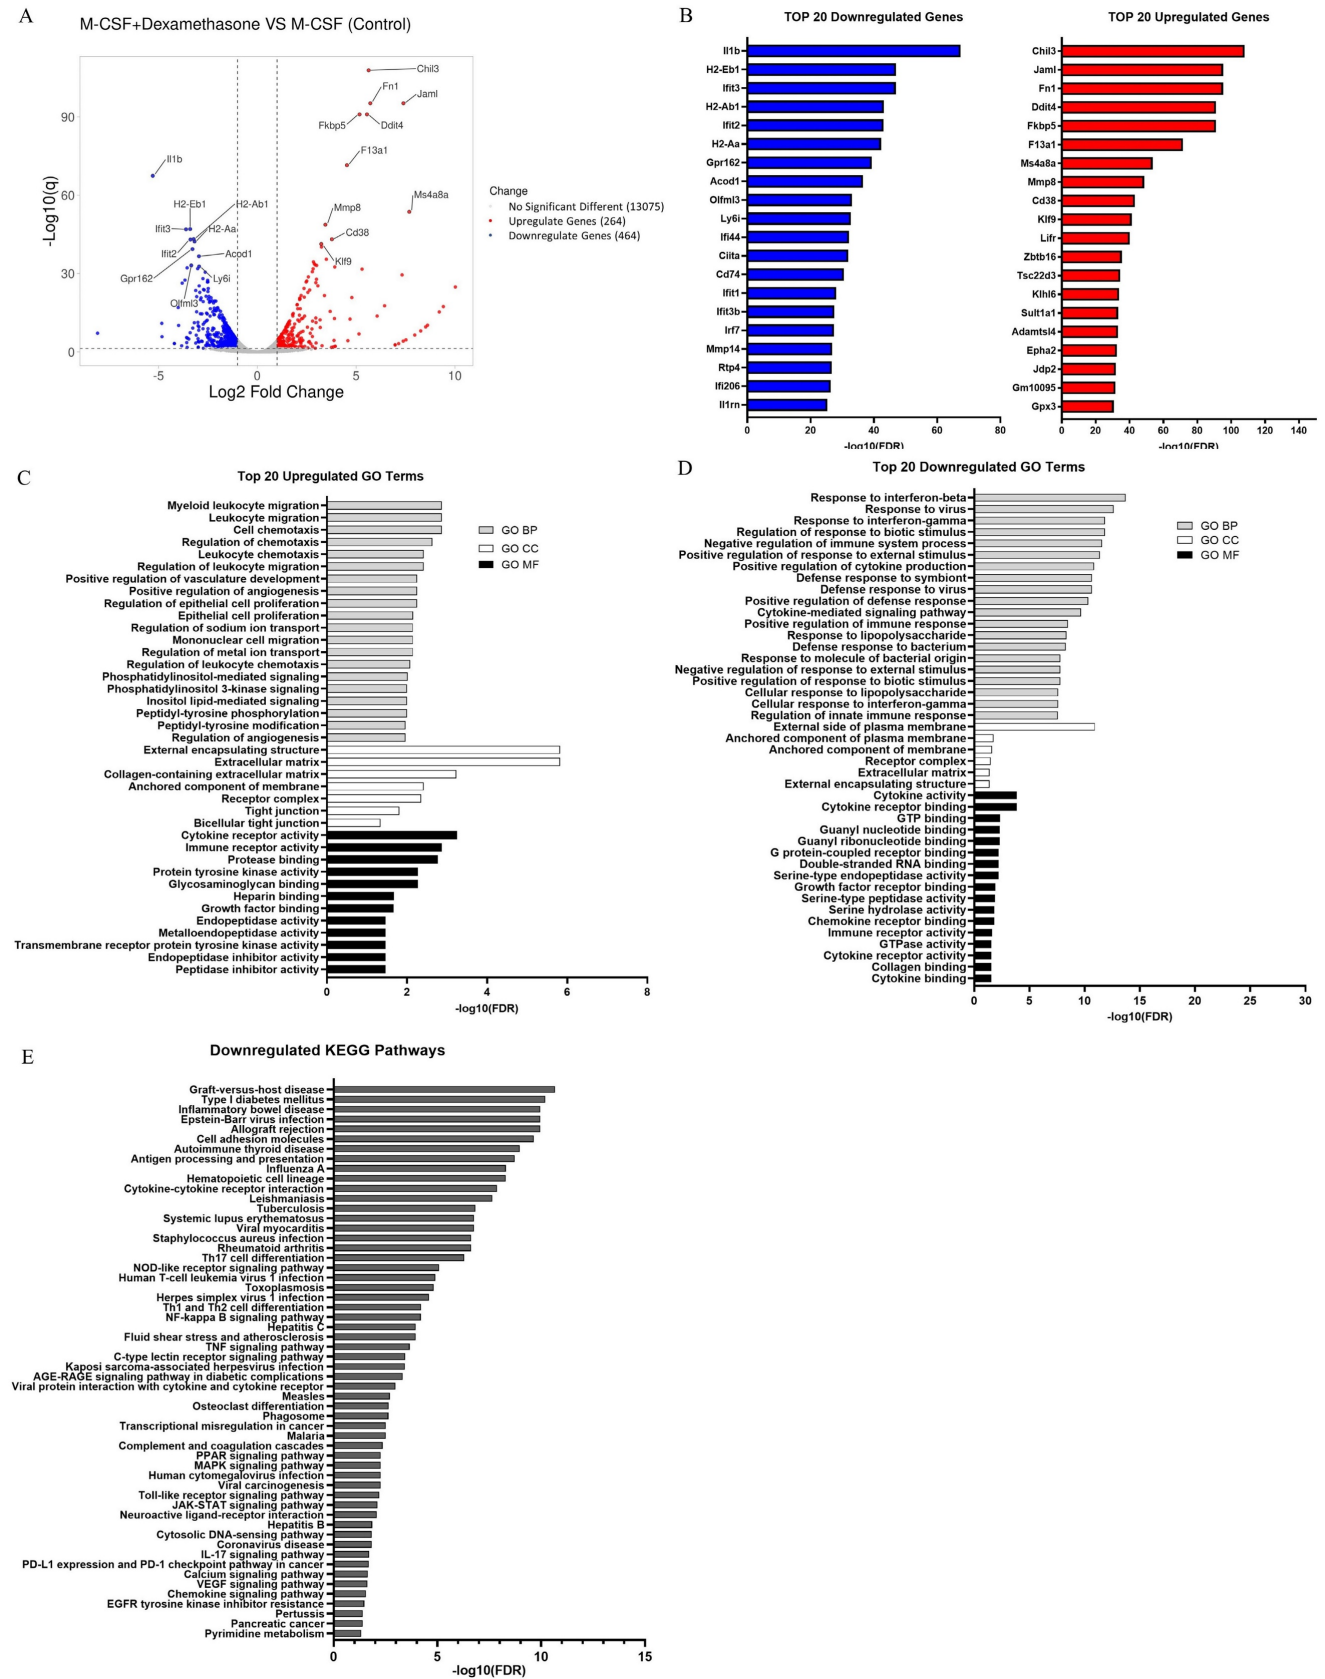 A
M-CSF+Dexamethasone VS M-CSF (Control)
-Log10(q)
90
60
30
0
-5
0
5
10
Log2 Fold Change
Chil3
Fn1
Jaml
Fkbp5
Ddit4
F13a1
Ms4a8a
Mmp8
Cd38
Klf9
Il1b
H2-Eb1
H2-Ab1
Ifit3
H2-Aa
Ifit2
Acod1
Gpr162
Ly6i
Olfml3
Change
No Significant Different (13075)
Upregulate Genes (264)
Downregulate Genes (464)
B
TOP 20 Downregulated Genes
Il1b
H2-Eb1
Ifit3
H2-Ab1
Ifit2
H2-Aa
Gpr162
Acod1
Olfml3
Ly6i
Ifi44
Ciita
Cd74
Ifit1
Ifit3b
Irf7
Mmp14
Rtp4
Ifi206
Il1rn
0
20
40
60
80
-log10(FDR)
TOP 20 Upregulated Genes
Chil3
Jaml
Fn1
Ddit4
Fkbp5
F13a1
Ms4a8a
Mmp8
Cd38
Klf9
Lifr
Zbtb16
Tsc22d3
Klhl6
Sult1a1
Adamtsl4
Epha2
Jdp2
Gm10095
Gpx3
0
20
40
60
80
100
120
140
-log10(FDR)
C
Top 20 Upregulated GO Terms
Myeloid leukocyte migration
Leukocyte migration
Cell chemotaxis
Regulation of chemotaxis
Leukocyte chemotaxis
Regulation of leukocyte migration
Positive regulation of vasculature development
Positive regulation of angiogenesis
Regulation of epithelial cell proliferation
Epithelial cell proliferation
Regulation of sodium ion transport
Mononuclear cell migration
Regulation of metal ion transport
Regulation of leukocyte chemotaxis
Phosphatidylinositol-mediated signaling
Phosphatidylinositol 3-kinase signaling
Inositol lipid-mediated signaling
Peptidyl-tyrosine phosphorylation
Peptidyl-tyrosine modification
Regulation of angiogenesis
External encapsulating structure
Extracellular matrix
Collagen-containing extracellular matrix
Anchored component of membrane
Receptor complex
Tight junction
Bicellular tight junction
Cytokine receptor activity
Immune receptor activity
Protease binding
Protein tyrosine kinase activity
Glycosaminoglycan binding
Heparin binding
Growth factor binding
Endopeptidase activity
Metalloendopeptidase activity
Transmembrane receptor protein tyrosine kinase activity
Endopeptidase inhibitor activity
Peptidase inhibitor activity
GO BP
GO CC
GO MF
0
2
4
6
8
-log10(FDR)
D
Top 20 Downregulated GO Terms
Response to interferon-beta
Response to virus
Response to interferon-gamma
Regulation of response to biotic stimulus
Negative regulation of immune system process
Positive regulation of response to external stimulus
Positive regulation of cytokine production
Defense response to symbiont
Defense response to virus
Positive regulation of defense response
Cytokine-mediated signaling pathway
Positive regulation of immune response
Response to lipopolysaccharide
Defense response to bacterium
Response to molecule of bacterial origin
Negative regulation of response to external stimulus
Positive regulation of response to biotic stimulus
Cellular response to lipopolysaccharide
Cellular response to interferon-gamma
Regulation of innate immune response
External side of plasma membrane
Anchored component of plasma membrane
Anchored component of membrane
Receptor complex
Extracellular matrix
External encapsulating structure
Cytokine activity
Cytokine receptor binding
GTP binding
Guanyl nucleotide binding
Guanyl ribonucleotide binding
G protein-coupled receptor binding
Double-stranded RNA binding
Serine-type endopeptidase activity
Growth factor receptor binding
Serine-type peptidase activity
Serine hydrolase activity
Chemokine receptor binding
Immune receptor activity
GTPase activity
Cytokine receptor activity
Collagen binding
Cytokine binding
GO BP
GO CC
GO MF
0
5
10
15
20
25
30
-log10(FDR)
E
Downregulated KEGG Pathways
Graft-versus-host disease
Type I diabetes mellitus
Inflammatory bowel disease
Epstein-Barr virus infection
Allograft rejection
Cell adhesion molecules
Autoimmune thyroid disease
Antigen processing and presentation
Influenza A
Hematopoietic cell lineage
Cytokine-cytokine receptor interaction
Leishmaniasis
Tuberculosis
Systemic lupus erythematosus
Viral myocarditis
Staphylococcus aureus infection
Rheumatoid arthritis
Th17 cell differentiation
NOD-like receptor signaling pathway
Human T-cell leukemia virus 1 infection
Toxoplasmosis
Herpes simplex virus 1 infection
Th1 and Th2 cell differentiation
NF-kappa B signaling pathway
Hepatitis C
Fluid shear stress and atherosclerosis
TNF signaling pathway
C-type lectin receptor signaling pathway
Kaposi sarcoma-associated herpesvirus infection
AGE-RAGE signaling pathway in diabetic complications
Viral protein interaction with cytokine and cytokine receptor
Measles
Osteoclast differentiation
Phagosome
Transcriptional misregulation in cancer
Malaria
Complement and coagulation cascades
PPAR signaling pathway
MAPK signaling pathway
Human cytomegalovirus infection
Viral carcinogenesis
Toll-like receptor signaling pathway
JAK-STAT signaling pathway
Neuroactive ligand-receptor interaction
Hepatitis B
Cytosolic DNA-sensing pathway
Coronavirus disease
IL-17 signaling pathway
PD-L1 expression and PD-1 checkpoint pathway in cancer
Calcium signaling pathway
VEGF signaling pathway
Chemokine signaling pathway
EGFR tyrosine kinase inhibitor resistance
Pertussis
Pancreatic cancer
Pyrimidine metabolism
0
5
10
15
-log10(FDR)